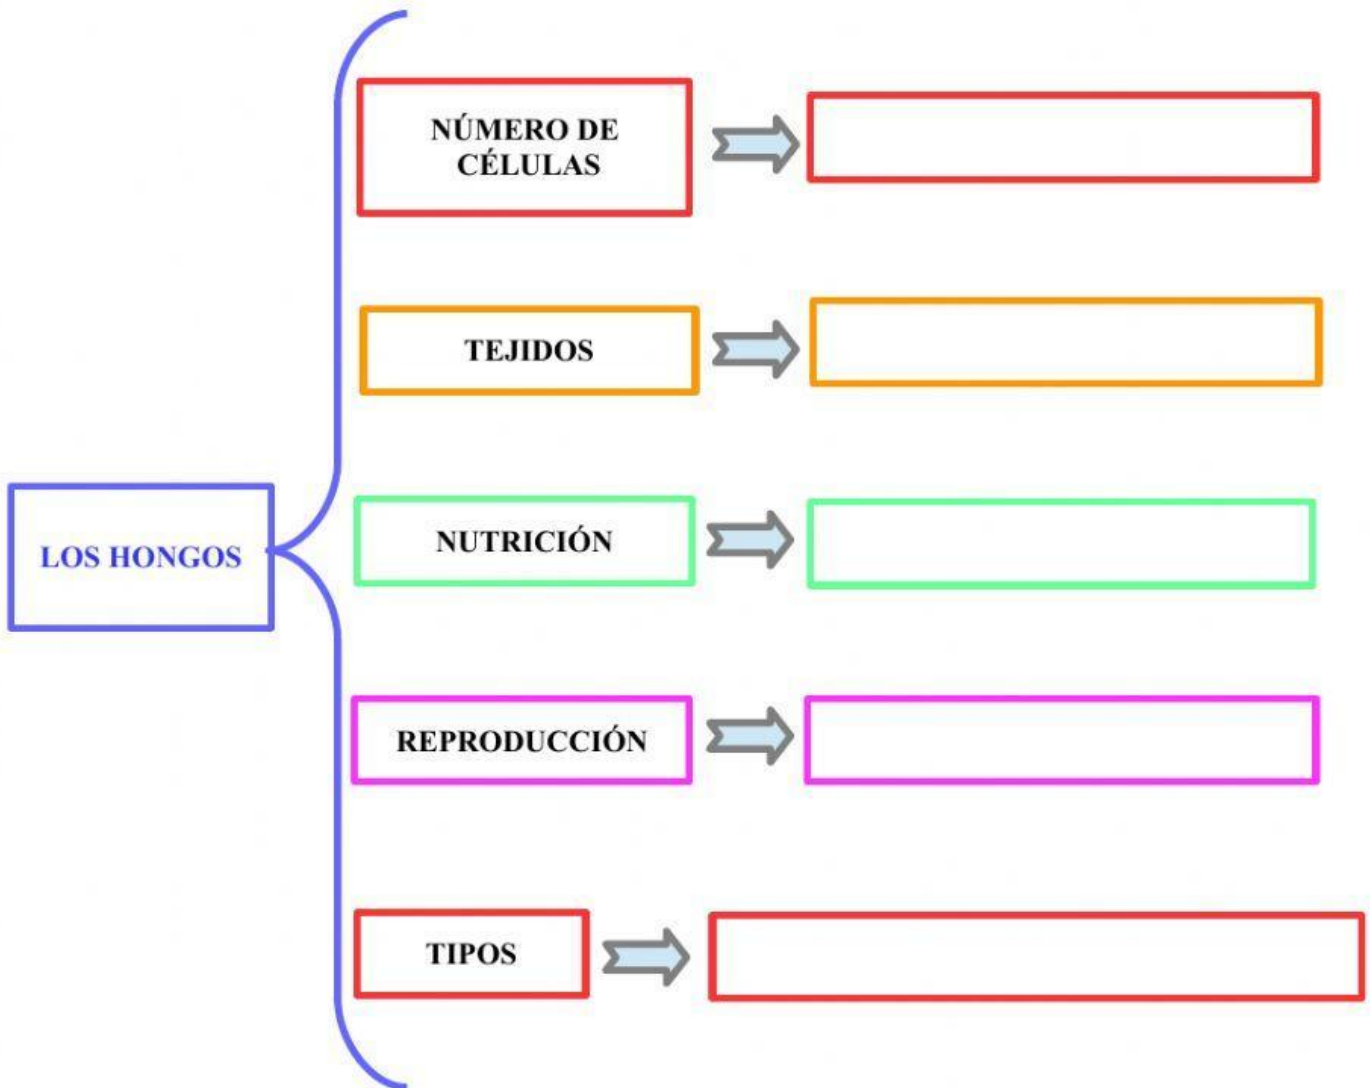 NÚMERO DE
CÉLULAS
TEJIDOS
LOS HONGOS
NUTRICIÓN
REPRODUCCIÓN
TIPOS